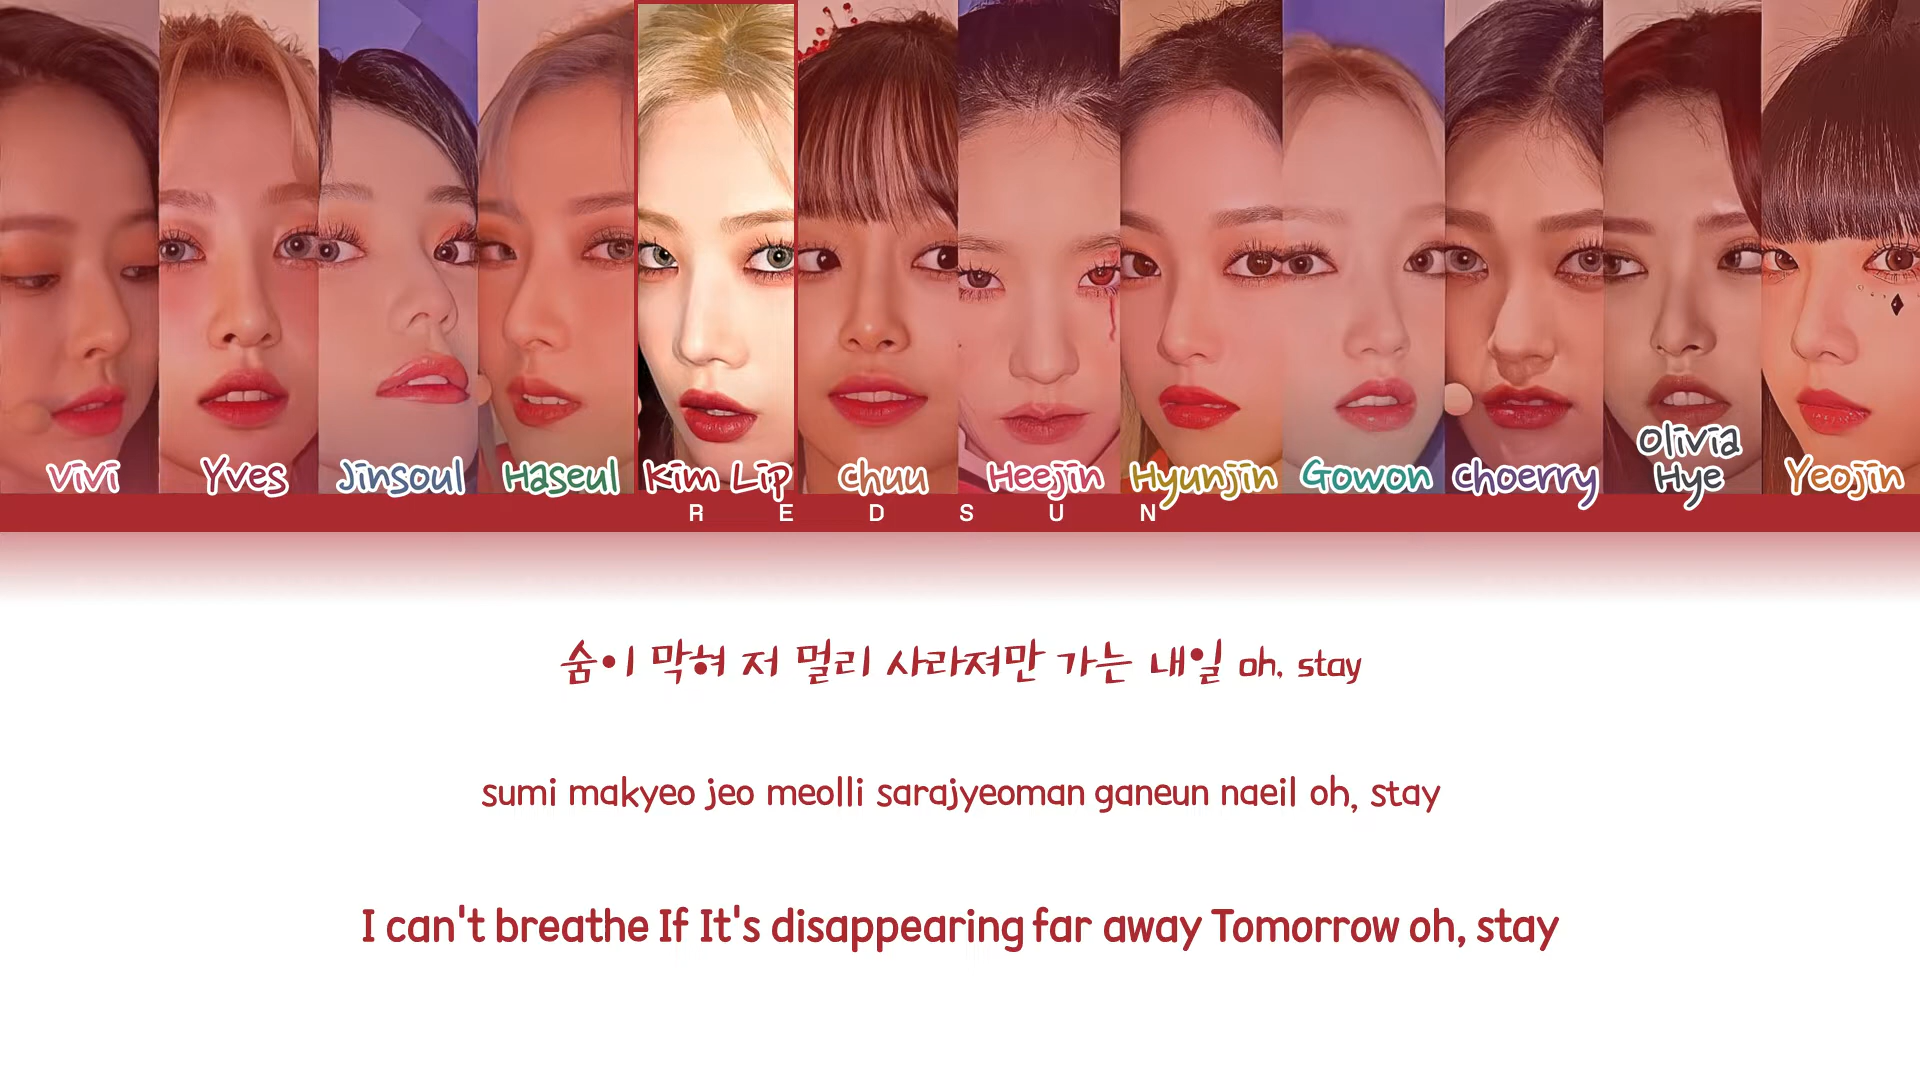 ViVi Yves Jinsoul Haseul Kim Lip Chuu Heejin Hyunjin Gowon Choerry Olivia Hye Yeojin
REDSUN
숨이 막혀 저 멀리 사라져만 가는 내일 oh, stay
sumi makyeo jeo meolli sarajyeoman ganeun naeil oh, stay
I can't breathe If It's disappearing far away Tomorrow oh, stay